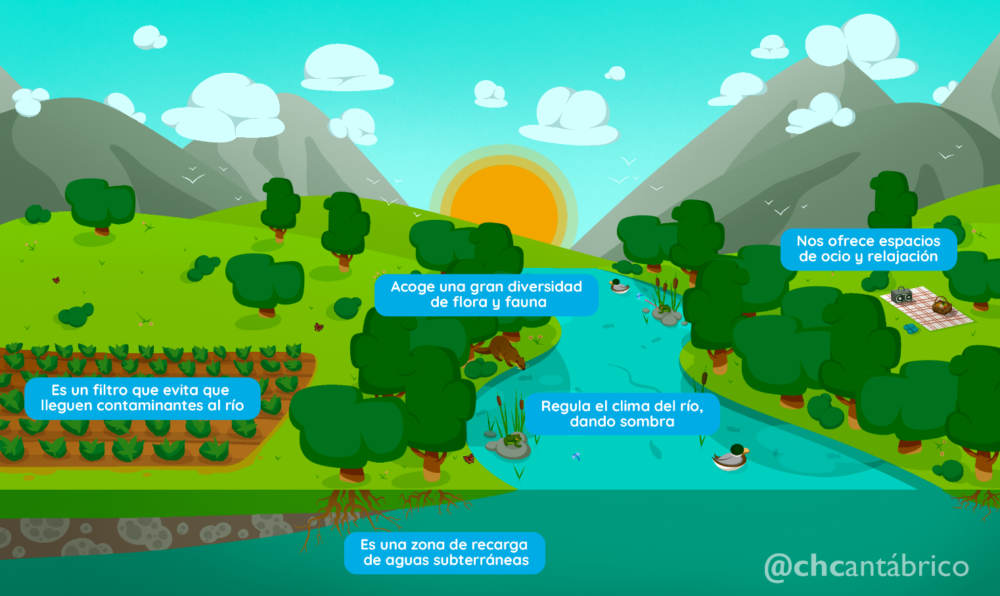 Nos ofrece espacios
de ocio y relajación
Acoge una gran diversidad
de flora y fauna
Es un filtro que evita que
lleguen contaminantes al río
Regula el clima del río,
dando sombra
Es una zona de recarga
de aguas subterráneas
@chcantábrico